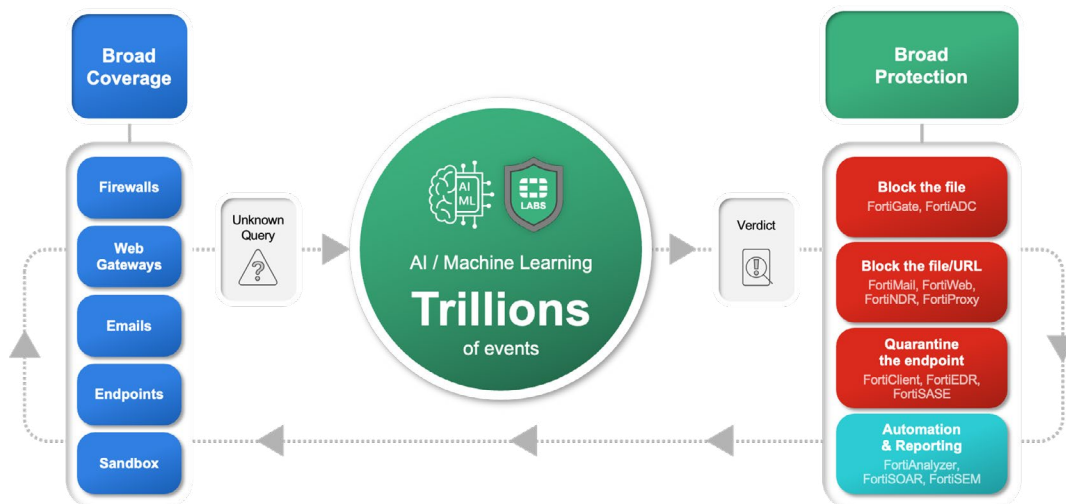 Broad
Coverage
Firewalls
Web
Gateways
Emails
Endpoints
Sandbox
Unknown
Query
?
AI
ML
LABS
AI / Machine Learning
Trillions
of events
Verdict
Broad
Protection
Block the file
FortiGate, FortiADC
Block the file/URL
FortiMail, FortiWeb,
FortiNDR, FortiProxy
Quarantine
the endpoint
FortiClient, FortiEDR,
FortiSASE
Automation
& Reporting
FortiAnalyzer,
FortiSOAR, FortiSEM